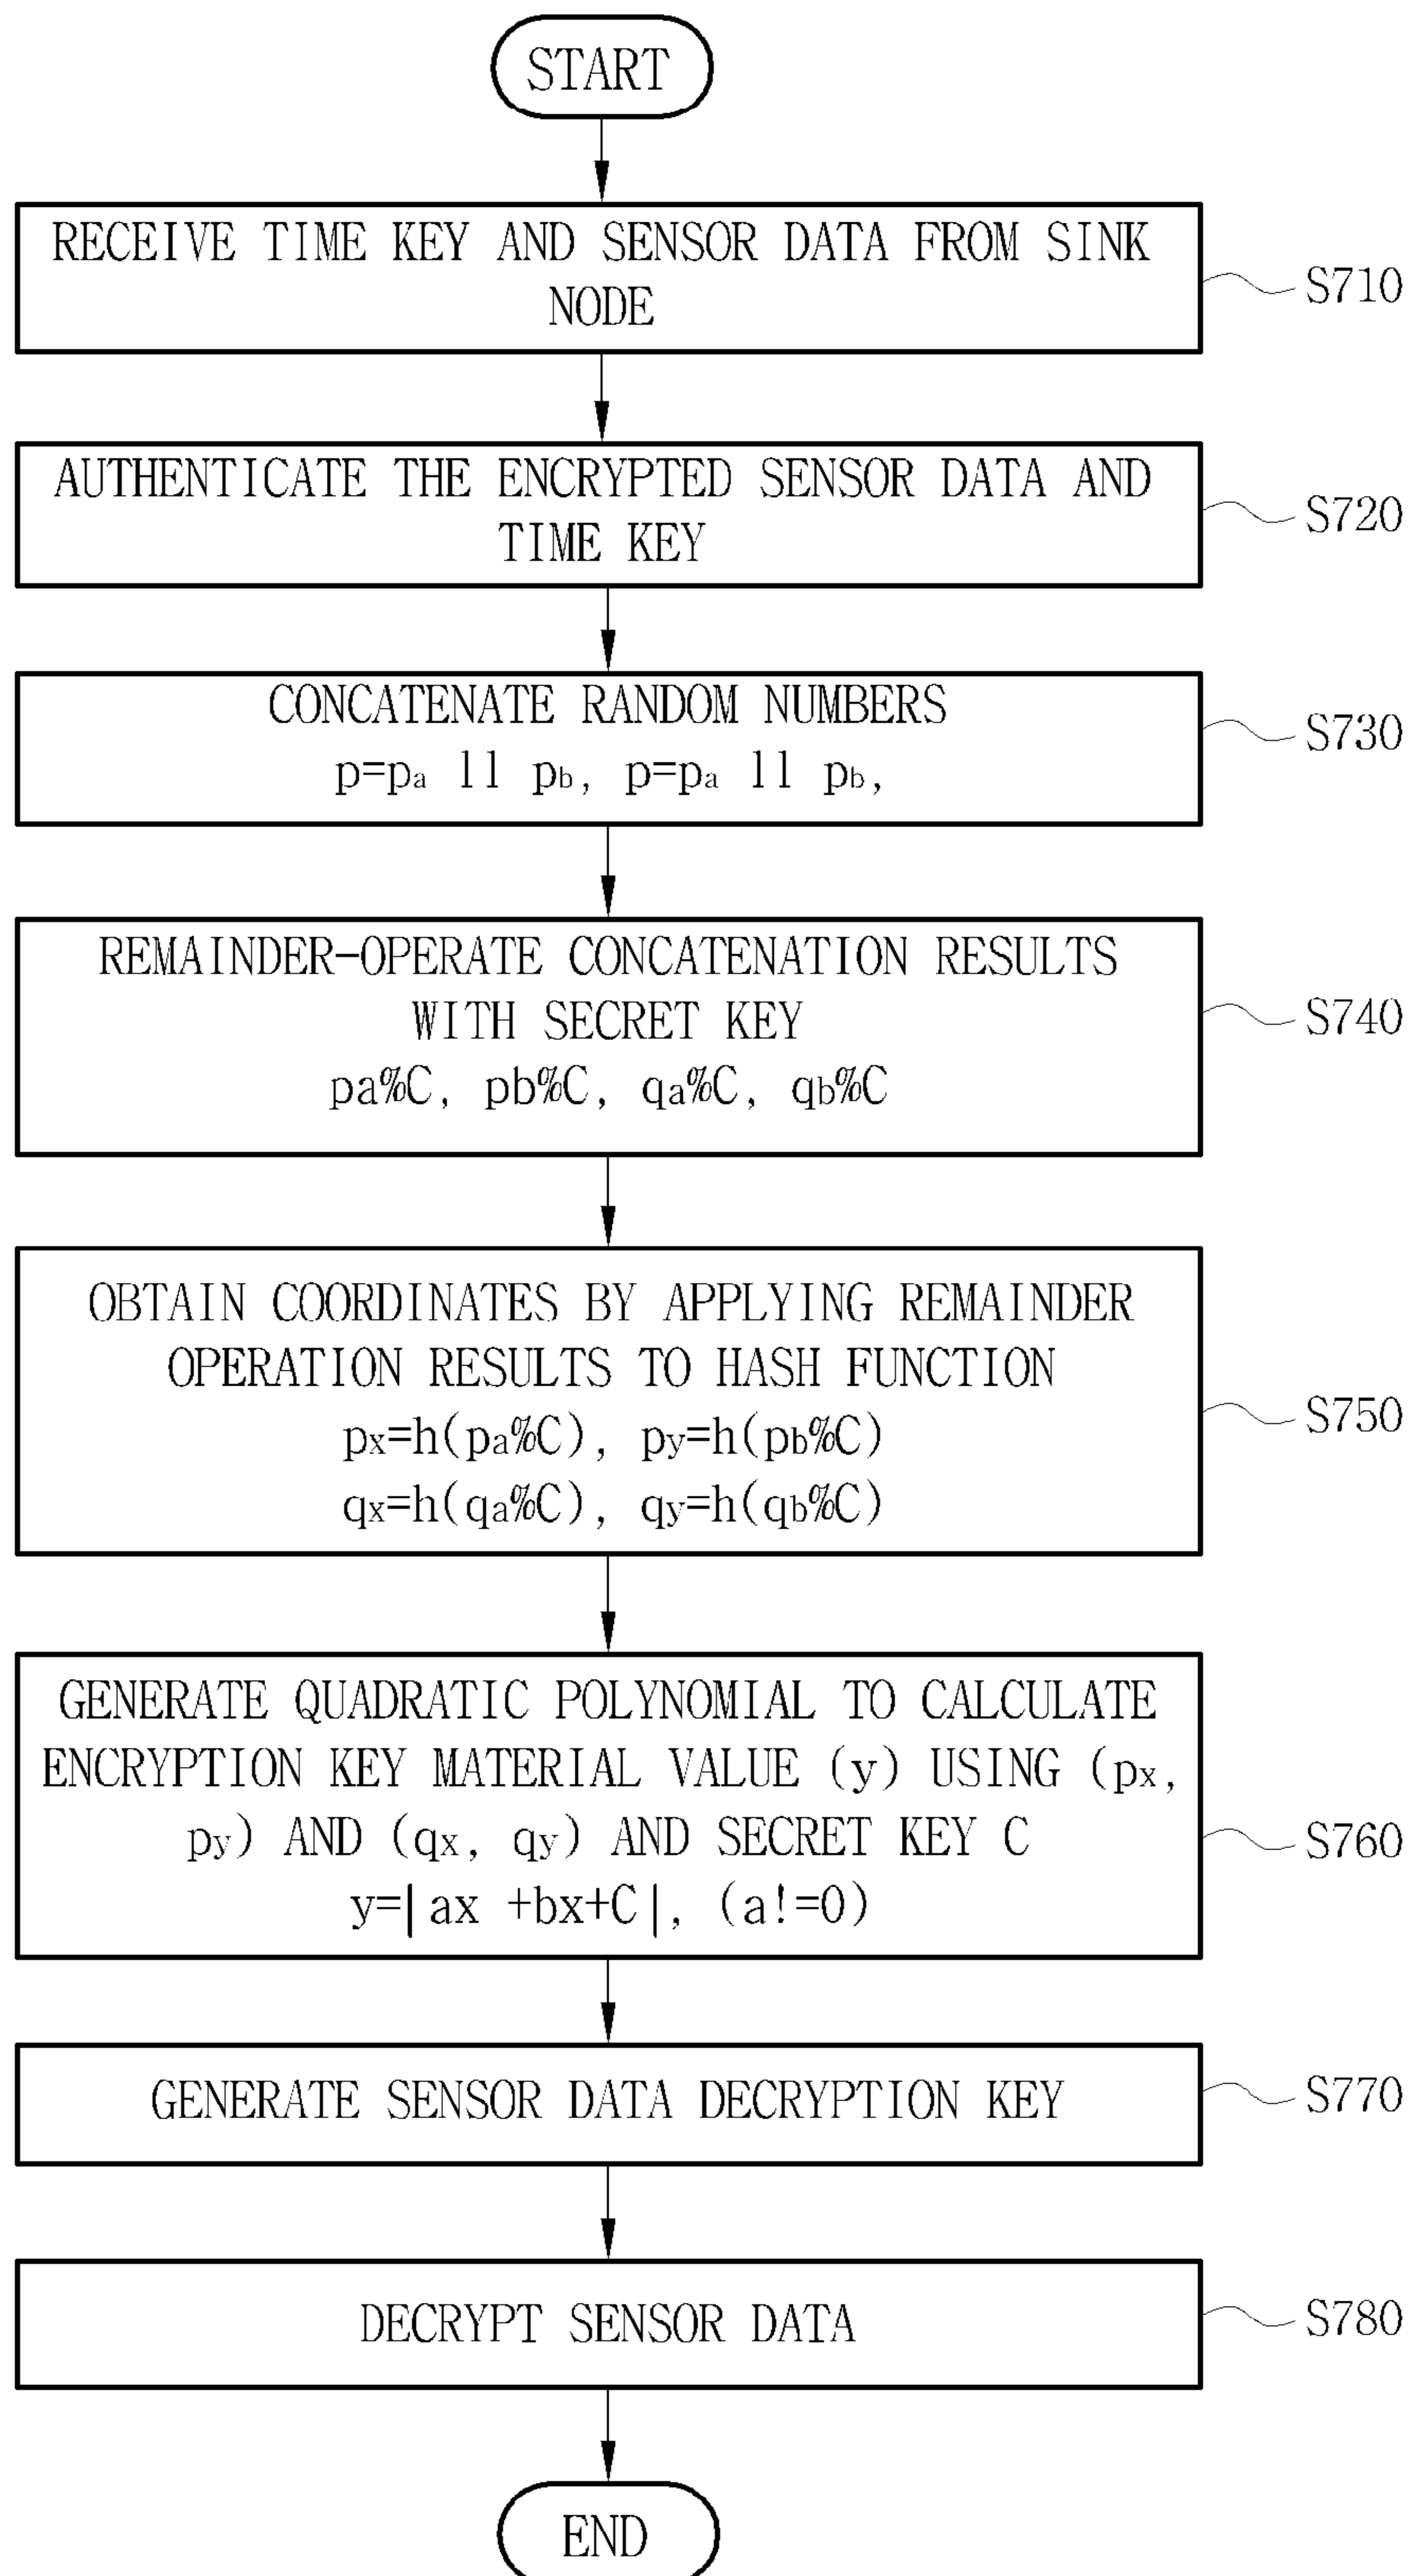 START
RECEIVE TIME KEY AND SENSOR DATA FROM SINK
NODE
S710
AUTHENTICATE THE ENCRYPTED SENSOR DATA AND
TIME KEY
S720
CONCATENATE RANDOM NUMBERS
p=pa ll pb, p=pa ll pb,
S730
REMAINDER-OPERATE CONCATENATION RESULTS
WITH SECRET KEY
pa%C, pb%C, qa%C, qb%C
S740
OBTAIN COORDINATES BY APPLYING REMAINDER
OPERATION RESULTS TO HASH FUNCTION
px=h(pa%C), py=h(pb%C)
qx=h(qa%C), qy=h(qb%C)
S750
GENERATE QUADRATIC POLYNOMIAL TO CALCULATE
ENCRYPTION KEY MATERIAL VALUE (y) USING (px,
py) AND (qx, qy) AND SECRET KEY C
y=|ax +bx+C|, (a!=0)
S760
GENERATE SENSOR DATA DECRYPTION KEY
S770
DECRYPT SENSOR DATA
S780
END